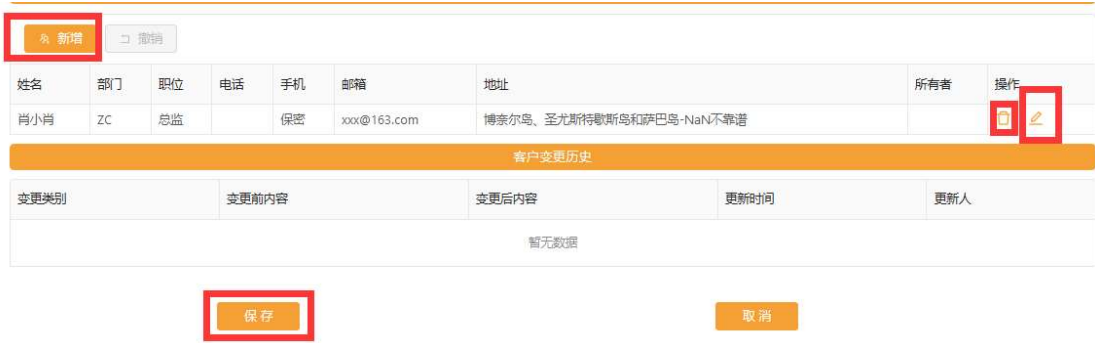 新增 撤销
姓名 部门 职位 电话 手机 邮箱 地址 所有者 操作
肖小肖 ZC 总监 保密 xxx@163.com 博奈尔岛、圣尤斯特歇斯岛和萨巴岛-NaN不靠谱
客户变更历史
变更类别 变更前内容 变更后内容 更新时间 更新人
暂无数据
保存 取消